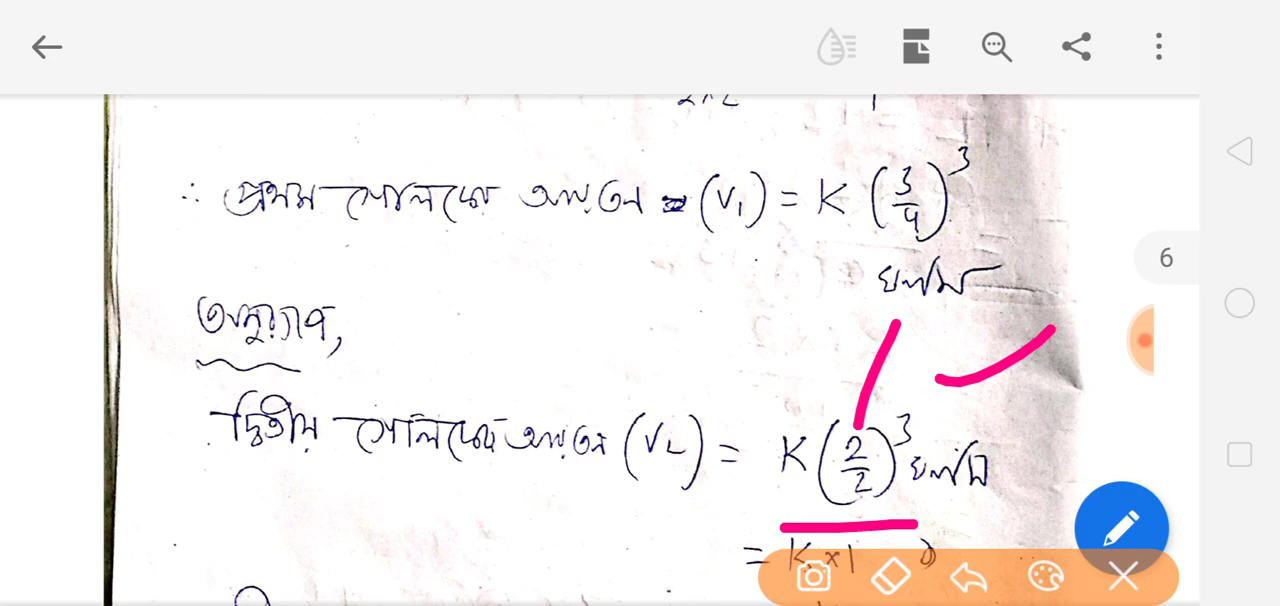 ∴ প্রথম গোলকের আয়তন = (V₁) = K (3/4)³
ঘনমি
6
অনুরূপ,
দ্বিতীয় গোলকের আয়তন (V₂) = K (2/2)³ ঘনমি
= K × 1